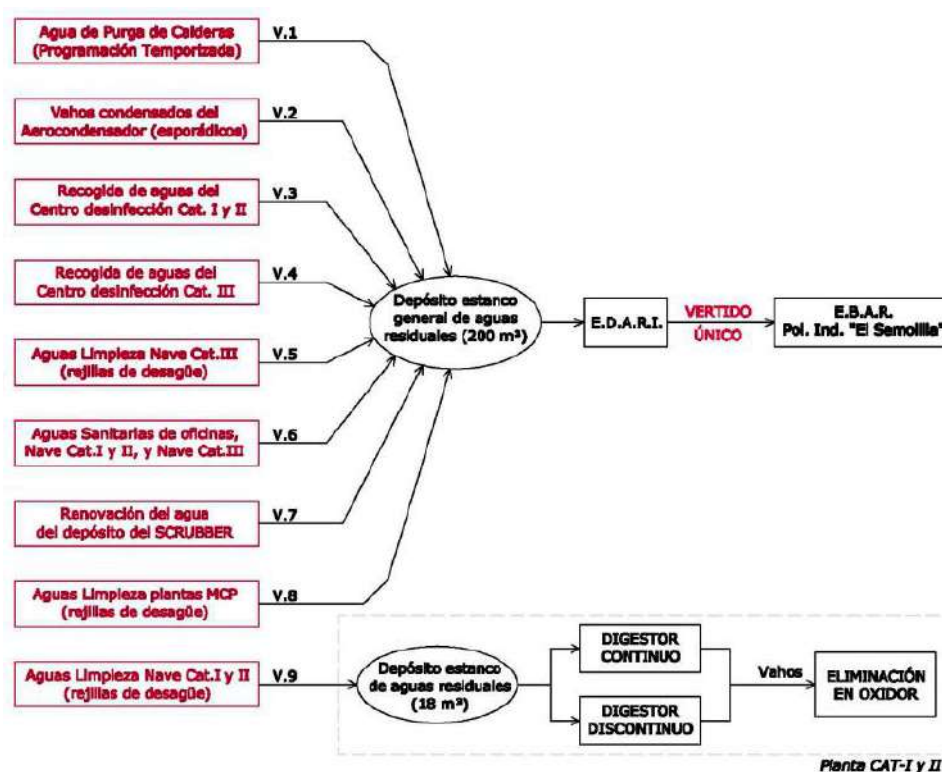 Agua de Purga de Calderas
(Programación Temporizada)
V.1
Vahos condensados del
Aerocondensador (esporádicos)
V.2
Recogida de aguas del
Centro desinfección Cat. I y II
V.3
Recogida de aguas del
Centro desinfección Cat. III
V.4
Aguas Limpieza Nave Cat.III
(rejillas de desagüe)
V.5
Aguas Sanitarias de oficinas,
Nave Cat.I y II, y Nave Cat.III
V.6
Renovación del agua
del depósito del SCRUBBER
V.7
Aguas Limpieza plantas MCP
(rejillas de desagüe)
V.8
Aguas Limpieza Nave Cat.I y II
(rejillas de desagüe)
V.9
Depósito estanco
general de aguas
residuales (200 m³)
E.D.A.R.I.
VERTIDO
ÚNICO
E.B.A.R.
Pol. Ind. "El Semolilla"
Depósito estanco
de aguas residuales
(18 m³)
DIGESTOR
CONTINUO
DIGESTOR
DISCONTINUO
Vahos
ELIMINACIÓN
EN OXIDOR
Planta CAT-I y II